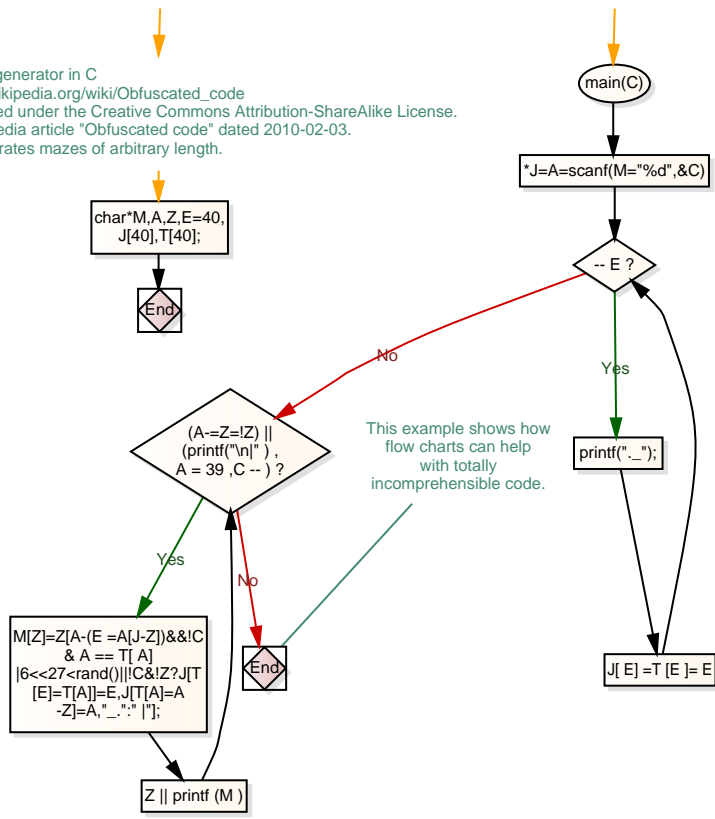 generator in C
kipedia.org/wiki/Obfuscated_code
ed under the Creative Commons Attribution-ShareAlike License.
edia article "Obfuscated code" dated 2010-02-03.
rates mazes of arbitrary length.
char*M,A,Z,E=40,
J[40],T[40];
End
main(C)
*J=A=scanf(M="%d",&C)
-- E ?
No
Yes
printf("._");
J[ E] =T [E ]= E
(A-=Z=!Z) ||
(printf("\n|" ) ,
A = 39 ,C -- ) ?
This example shows how
flow charts can help
with totally
incomprehensible code.
Yes
No
M[Z]=Z[A-(E =A[J-Z])&&!C
& A == T[ A]
|6<<27<rand()||!C&!Z?J[T
[E]=T[A]]=E,J[T[A]=A
-Z]=A,"_.":" |"];
End
Z || printf (M )